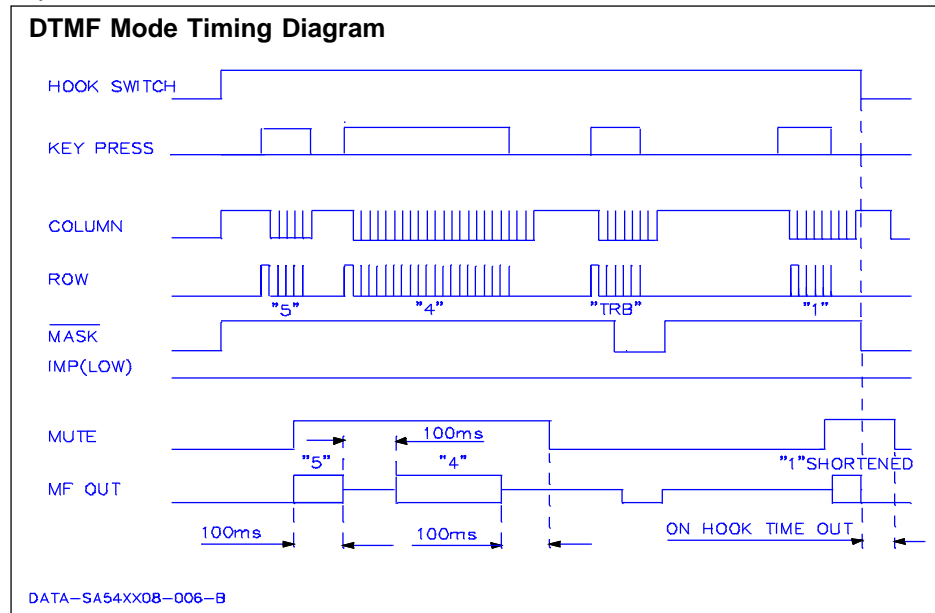 DTMF Mode Timing Diagram
HOOK SWITCH
KEY PRESS
COLUMN
ROW
"5" "4" "TRB" "1"
MASK
IMP(LOW)
MUTE
100ms
"5" "4" "1"SHORTENED
MF OUT
100ms 100ms ON HOOK TIME OUT
DATA-SA54XX08-006-B